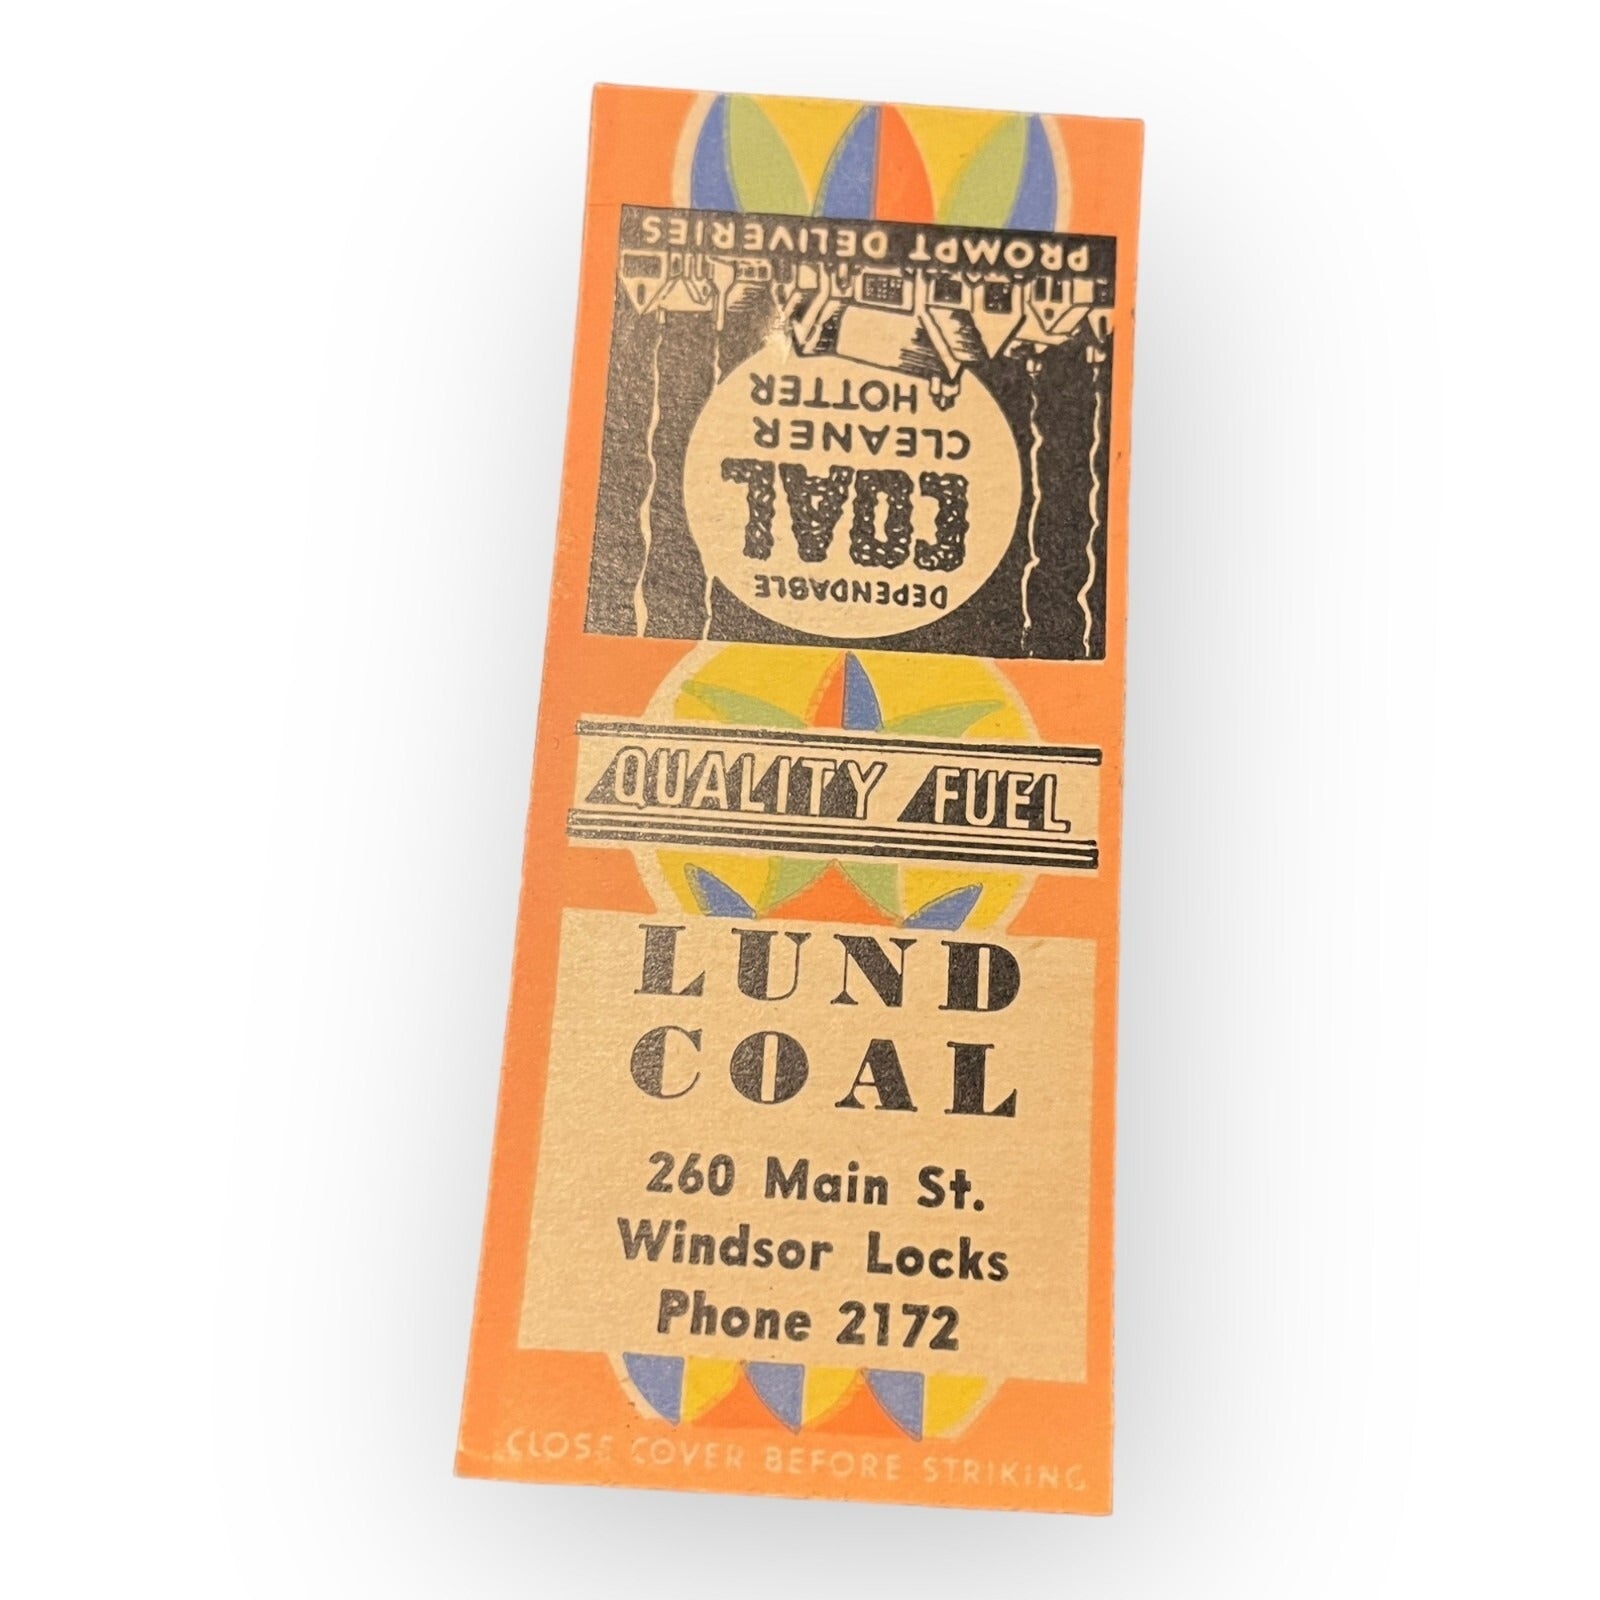 PROMPT DELIVERIES
HOTTER
CLEANER
COAL
DEPENDABLE
QUALITY FUEL
LUND
COAL
260 Main St.
Windsor Locks
Phone 2172
CLOSE COVER BEFORE STRIKING